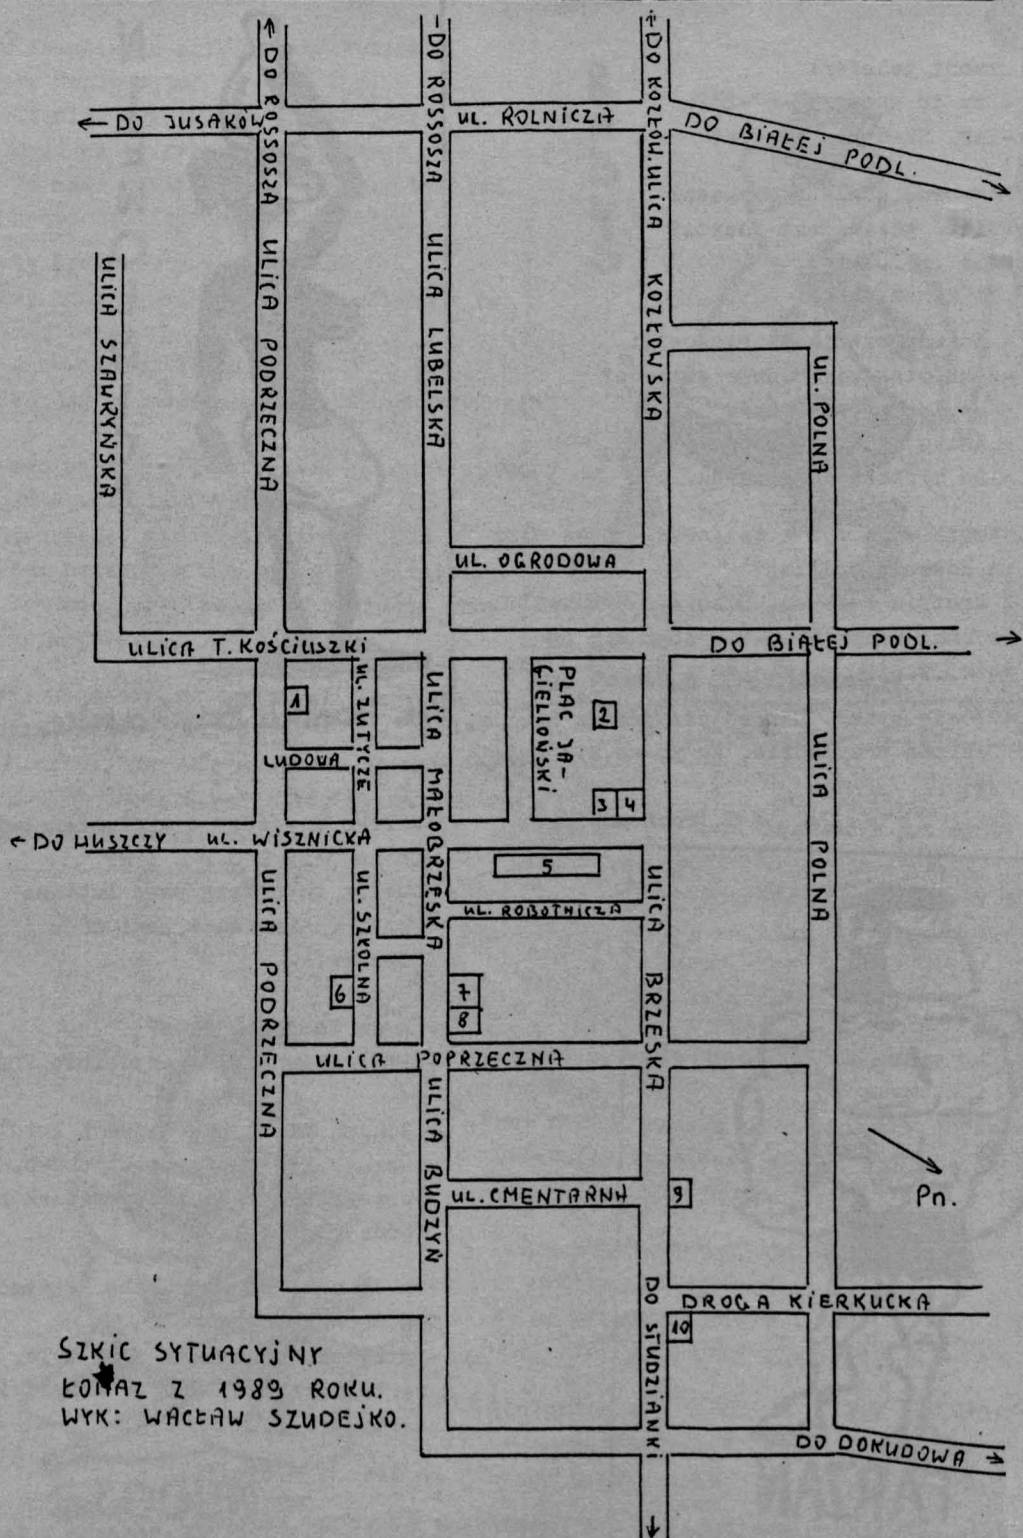 ← DO ROSSOSZA ULICA PODRZECZNA
DO ROSSOSZA ULICA LUBELSKA
← DO KOZŁÓW. ULICA KOZŁOWSKA
← DO JUSAKÓW
UL. ROLNICZA
DO BIAŁEJ PODL.
ULICA SZAWRYŃSKA
UL. POLNA
UL. OGRODOWA
ULICA T. KOŚCIUSZKI
DO BIAŁEJ PODL.
1
UL. ZUTYCZE
ULICA MAŁOBRZESKA
PLAC JA-
GIELLOŃSKI
2
LUDOWA
3 4
ULICA POLNA
← DO HUSZCZY UL. WISZNICKA
5
ULICA PODRZECZNA
UL. SZKOLNA
UL. ROBOTNICZA
ULICA BRZESKA
6
7
8
ULICA POPRZECZNA
ULICA BUDZYŃ
UL. CMENTARNA
9
Pn.
DO STUDZIANKI
DROGA KIERKUCKA
10
SZKIC SYTUACYJNY
ŁOMAZ Z 1989 ROKU.
WYK: WACŁAW SZUDEJKO.
DO DOKUDOWA